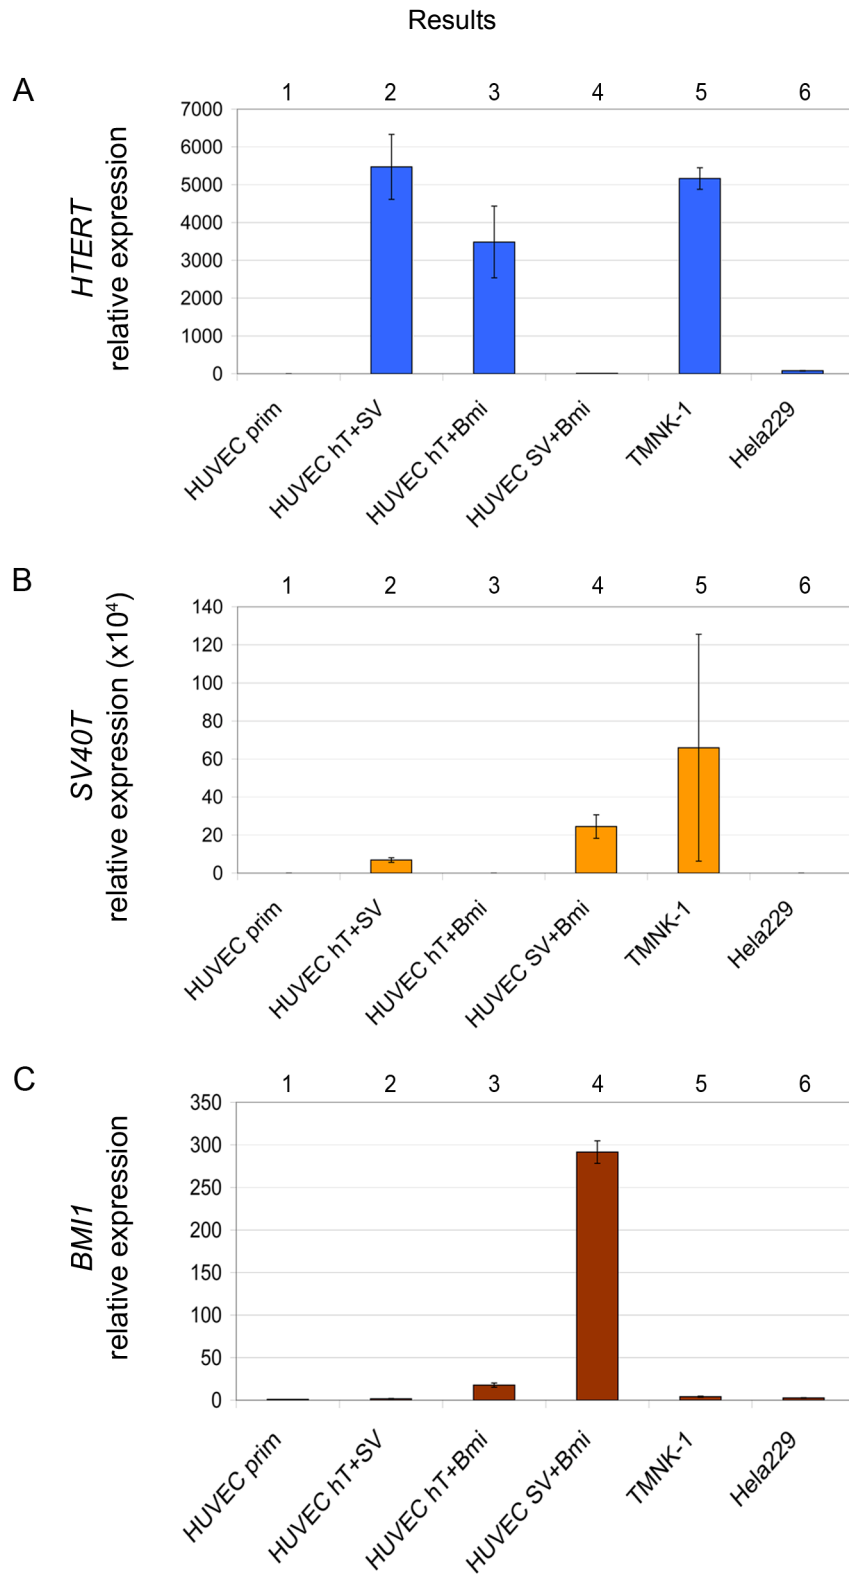 Results
A
1 2 3 4 5 6
HTERT
relative expression
7000
6000
5000
4000
3000
2000
1000
0
HUVEC prim
HUVEC hT+SV
HUVEC hT+Bmi
HUVEC SV+Bmi
TMNK-1
Hela229
B
1 2 3 4 5 6
SV40T
relative expression (x10⁴)
140
120
100
80
60
40
20
0
HUVEC prim
HUVEC hT+SV
HUVEC hT+Bmi
HUVEC SV+Bmi
TMNK-1
Hela229
C
1 2 3 4 5 6
BMI1
relative expression
350
300
250
200
150
100
50
0
HUVEC prim
HUVEC hT+SV
HUVEC hT+Bmi
HUVEC SV+Bmi
TMNK-1
Hela229